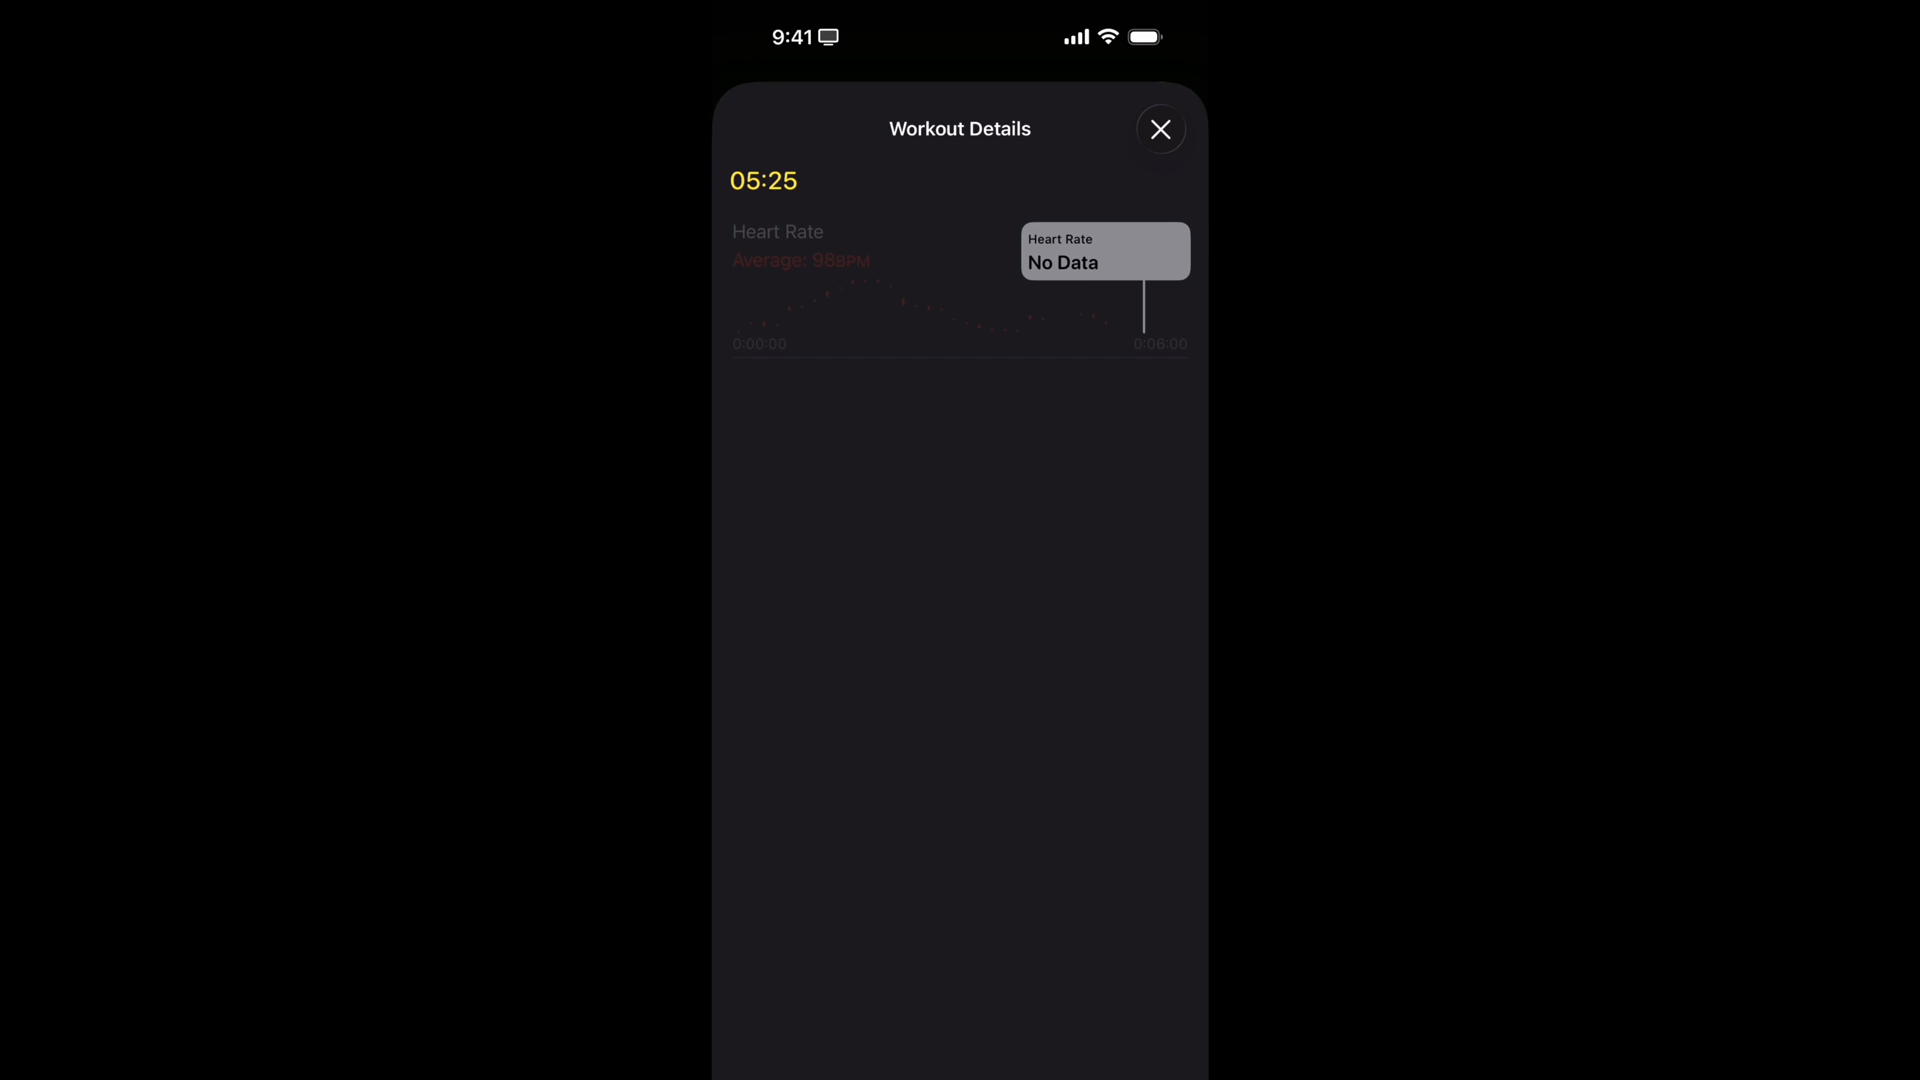 9:41
Workout Details
05:25
Heart Rate
Average: 98BPM
Heart Rate
No Data
0:00:00
0:06:00